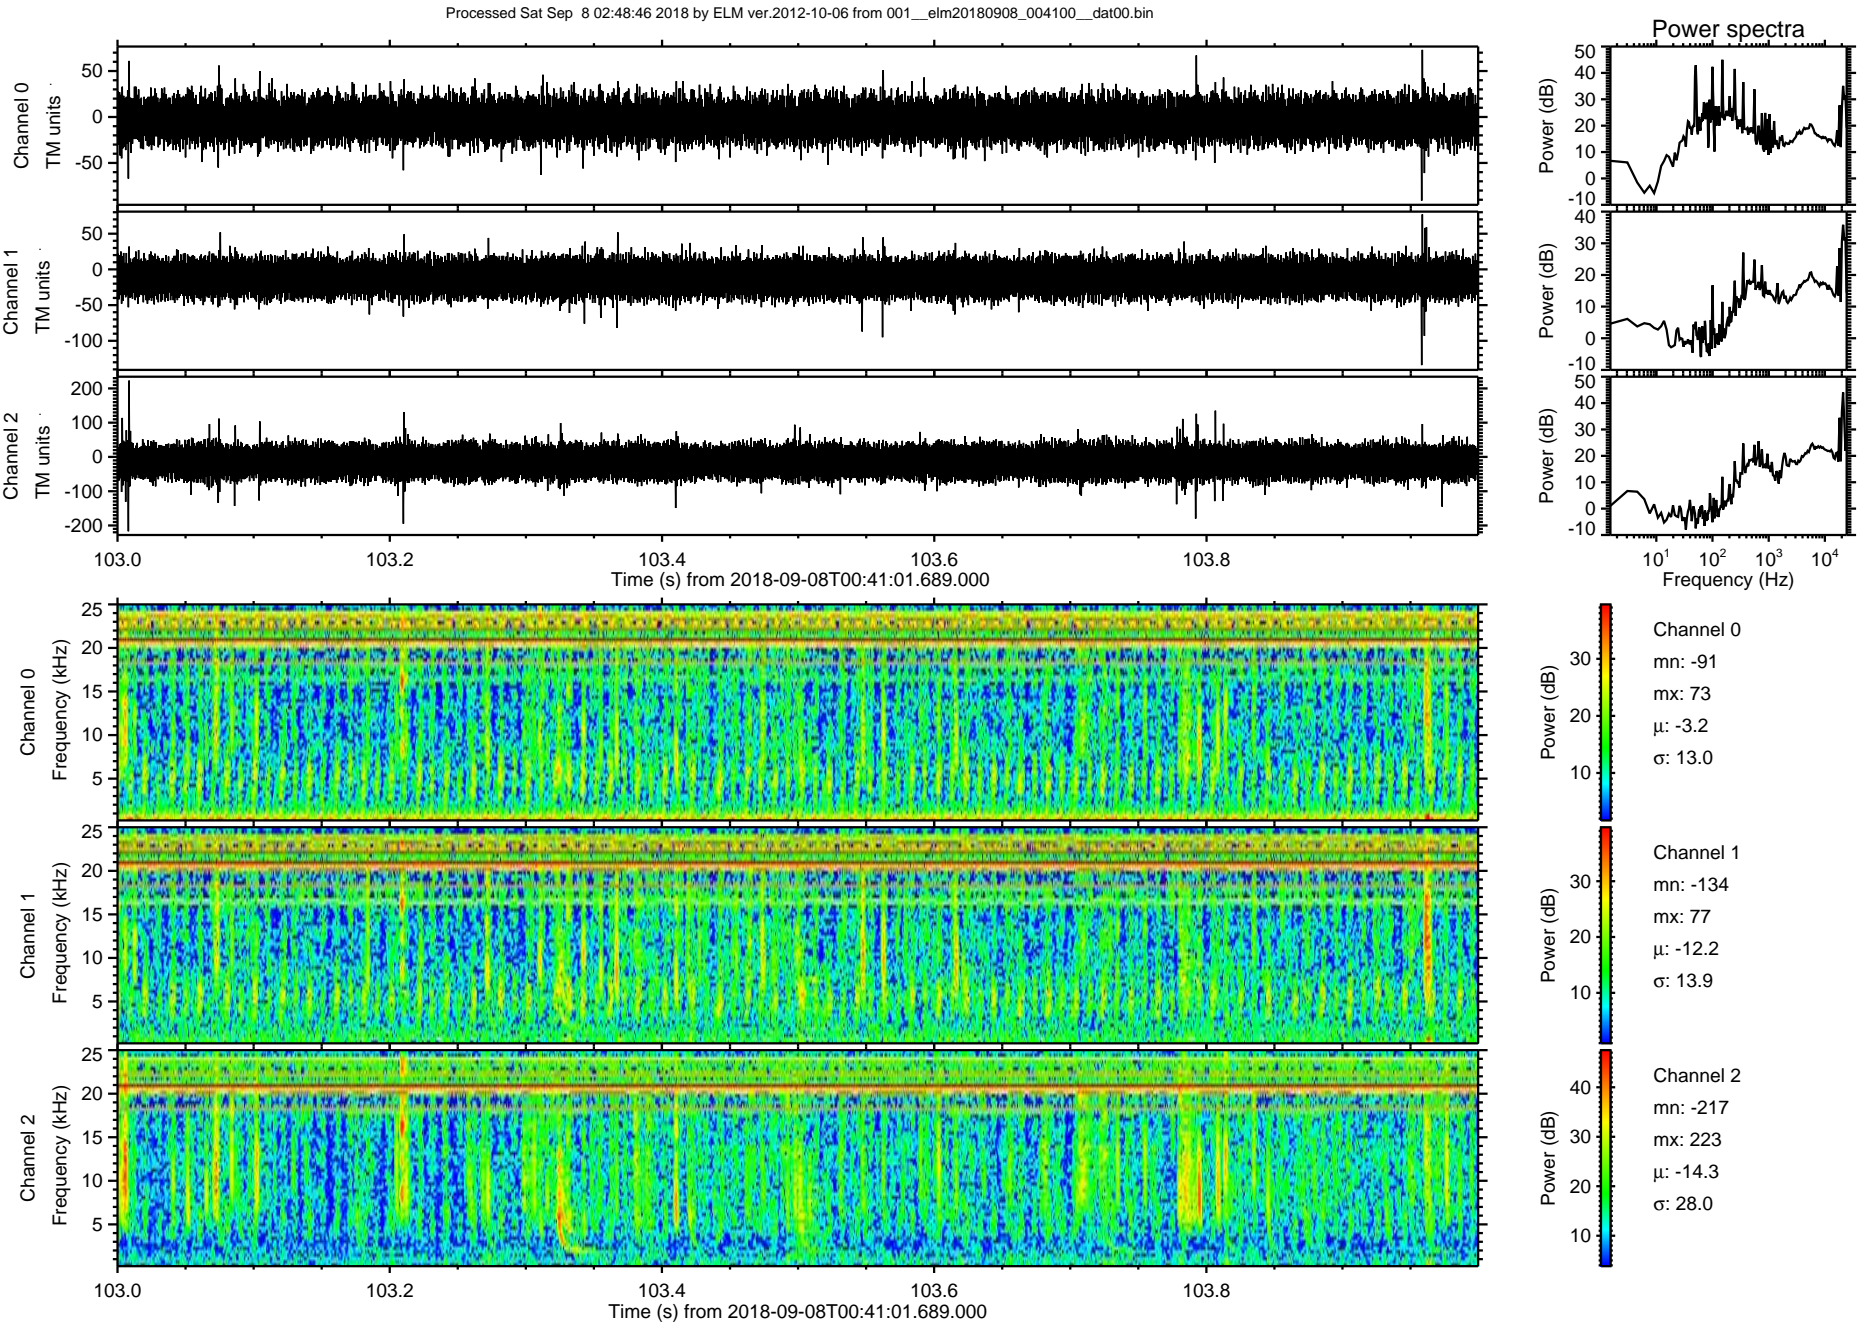 Processed Sat Sep  8 02:48:46 2018 by ELM ver.2012-10-06 from 001__elm20180908_004100__dat00.bin
Power spectra
Channel 0
TM units
50
0
-50
Power (dB)
50
40
30
20
10
0
-10
Channel 1
TM units
50
0
-50
-100
Power (dB)
40
30
20
10
0
-10
Channel 2
TM units
200
100
0
-100
-200
Power (dB)
50
40
30
20
10
0
-10
103.0 103.2 103.4 103.6 103.8
Time (s) from 2018-09-08T00:41:01.689.000
10¹ 10² 10³ 10⁴
Frequency (Hz)
Channel 0
Frequency (kHz)
25
20
15
10
5
Power (dB)
30
20
10
Channel 0
mn: -91
mx: 73
μ: -3.2
σ: 13.0
Channel 1
Frequency (kHz)
25
20
15
10
5
Power (dB)
30
20
10
Channel 1
mn: -134
mx: 77
μ: -12.2
σ: 13.9
Channel 2
Frequency (kHz)
25
20
15
10
5
Power (dB)
40
30
20
10
Channel 2
mn: -217
mx: 223
μ: -14.3
σ: 28.0
103.0 103.2 103.4 103.6 103.8
Time (s) from 2018-09-08T00:41:01.689.000